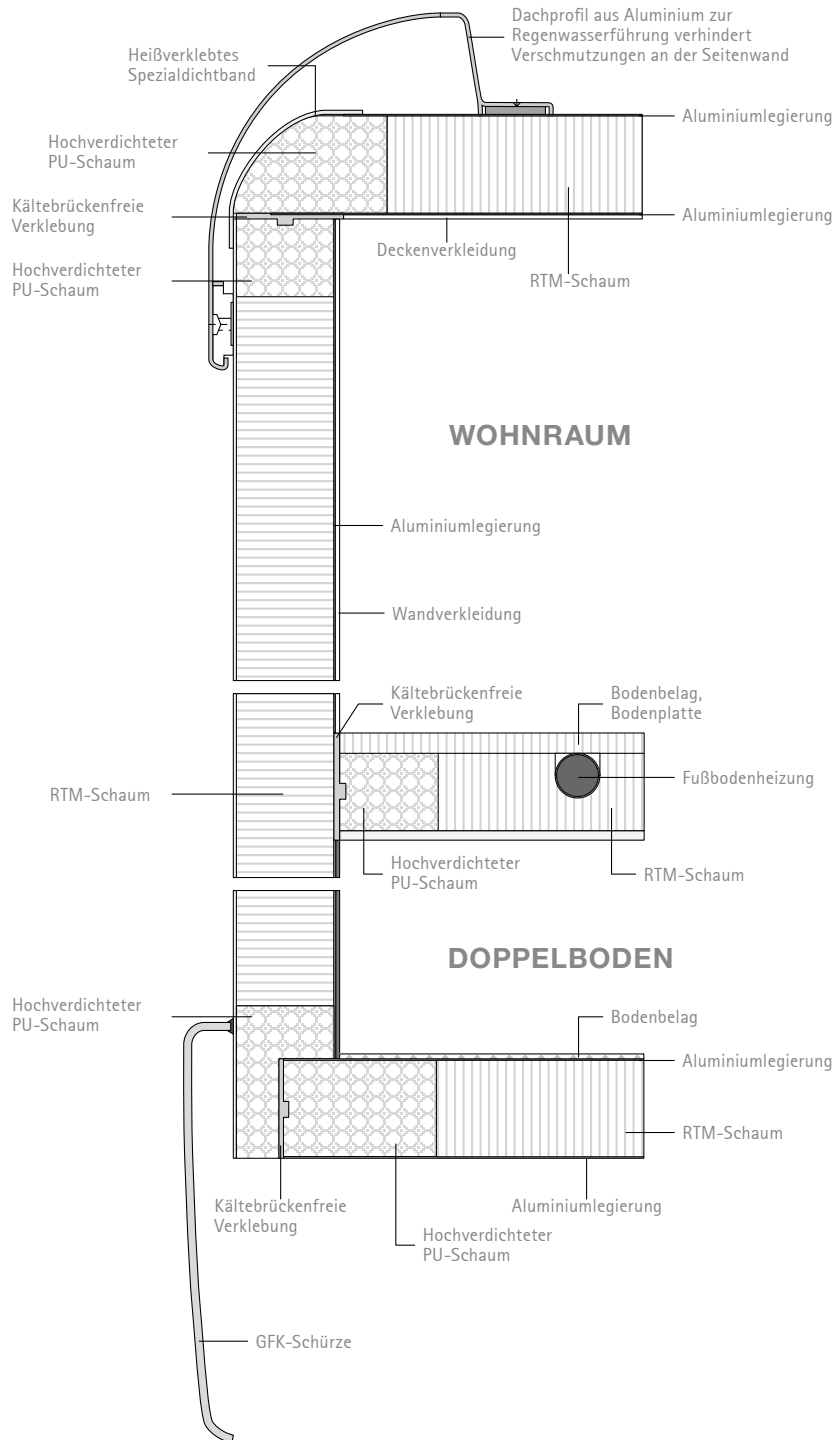 Dachprofil aus Aluminium zur
Regenwasserführung verhindert
Verschmutzungen an der Seitenwand
Heißverklebtes
Spezialdichtband
Aluminiumlegierung
Hochverdichteter
PU-Schaum
Kältebrückenfreie
Verklebung
Aluminiumlegierung
Deckenverkleidung
Hochverdichteter
PU-Schaum
RTM-Schaum
WOHNRAUM
Aluminiumlegierung
Wandverkleidung
Kältebrückenfreie
Verklebung
Bodenbelag,
Bodenplatte
Fußbodenheizung
RTM-Schaum
Hochverdichteter
PU-Schaum
RTM-Schaum
DOPPELBODEN
Hochverdichteter
PU-Schaum
Bodenbelag
Aluminiumlegierung
RTM-Schaum
Kältebrückenfreie
Verklebung
Aluminiumlegierung
Hochverdichteter
PU-Schaum
GFK-Schürze